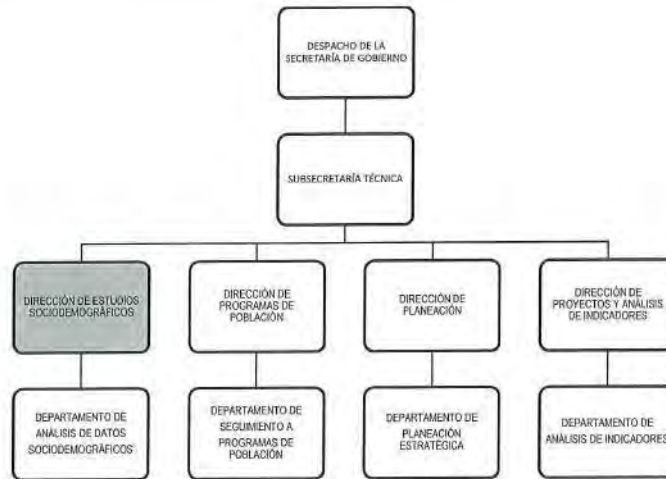 DESPACHO DE LA
SECRETARÍA DE GOBIERNO
SUBSECRETARÍA TÉCNICA
DIRECCIÓN DE ESTUDIOS
SOCIODEMOGRÁFICOS
DIRECCIÓN DE
PROGRAMAS DE
POBLACIÓN
DIRECCIÓN DE
PLANEACIÓN
DIRECCIÓN DE
PROYECTOS Y ANÁLISIS
DE INDICADORES
DEPARTAMENTO DE
ANÁLISIS DE DATOS
SOCIODEMOGRÁFICOS
DEPARTAMENTO DE
SEGUIMIENTO A
PROGRAMAS DE
POBLACIÓN
DEPARTAMENTO DE
PLANEACIÓN
ESTRATÉGICA
DEPARTAMENTO DE
ANÁLISIS DE INDICADORES